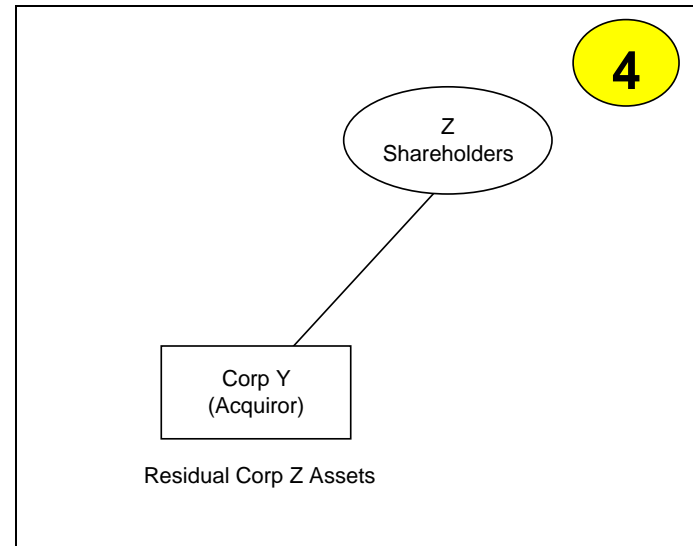 4
Z
Shareholders
Corp Y
(Acquiror)
Residual Corp Z Assets